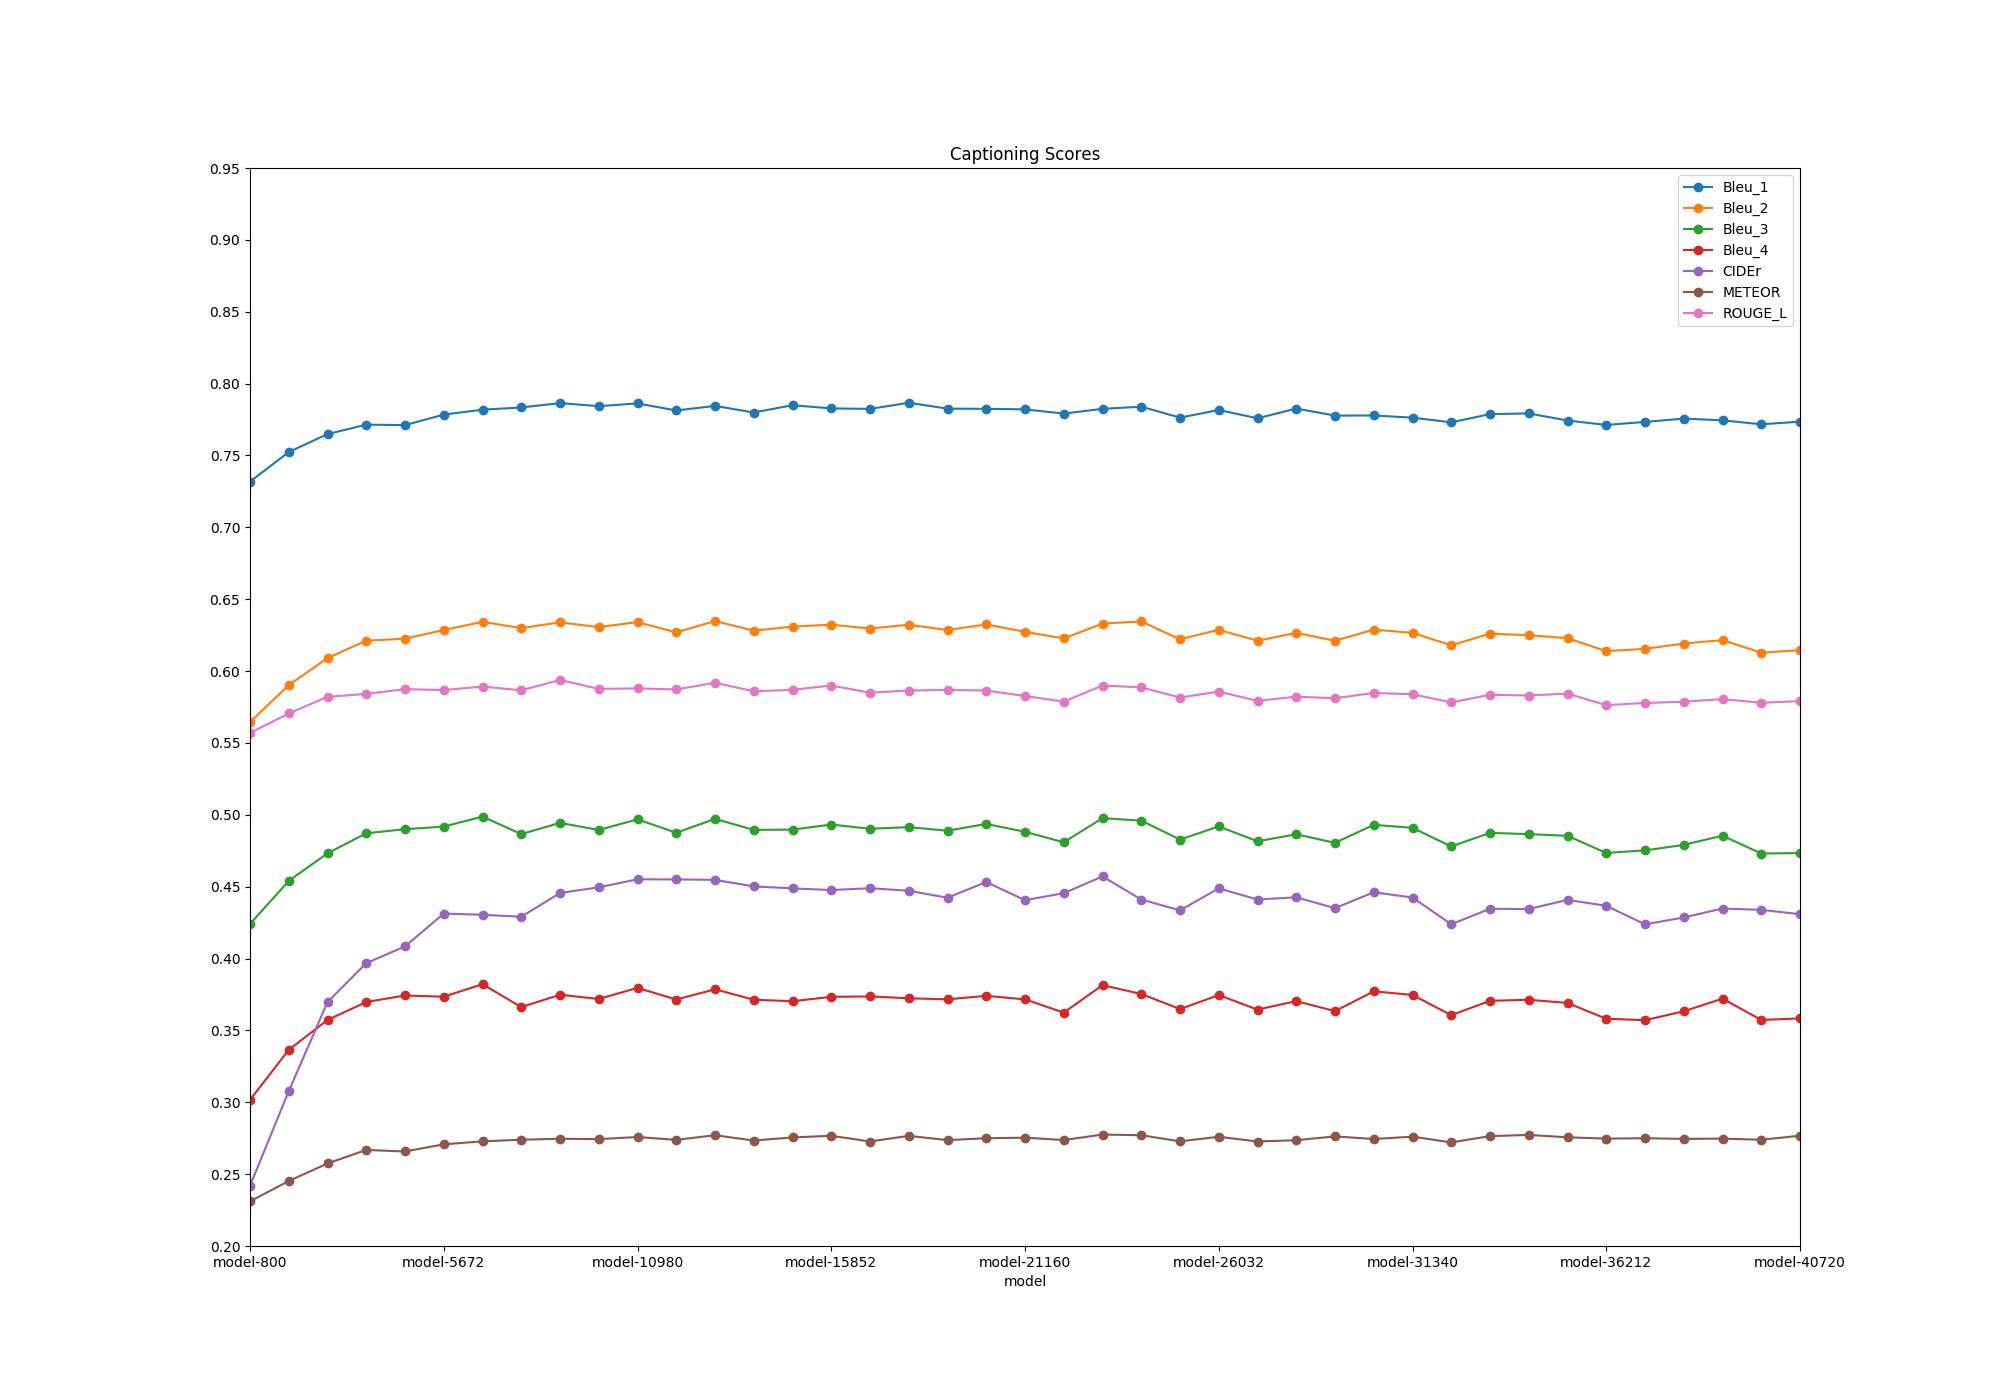 Captioning Scores
0.95
0.90
0.85
0.80
0.75
0.70
0.65
0.60
0.55
0.50
0.45
0.40
0.35
0.30
0.25
0.20
Bleu_1
Bleu_2
Bleu_3
Bleu_4
CIDEr
METEOR
ROUGE_L
model-800 model-5672 model-10980 model-15852 model-21160 model-26032 model-31340 model-36212 model-40720
model